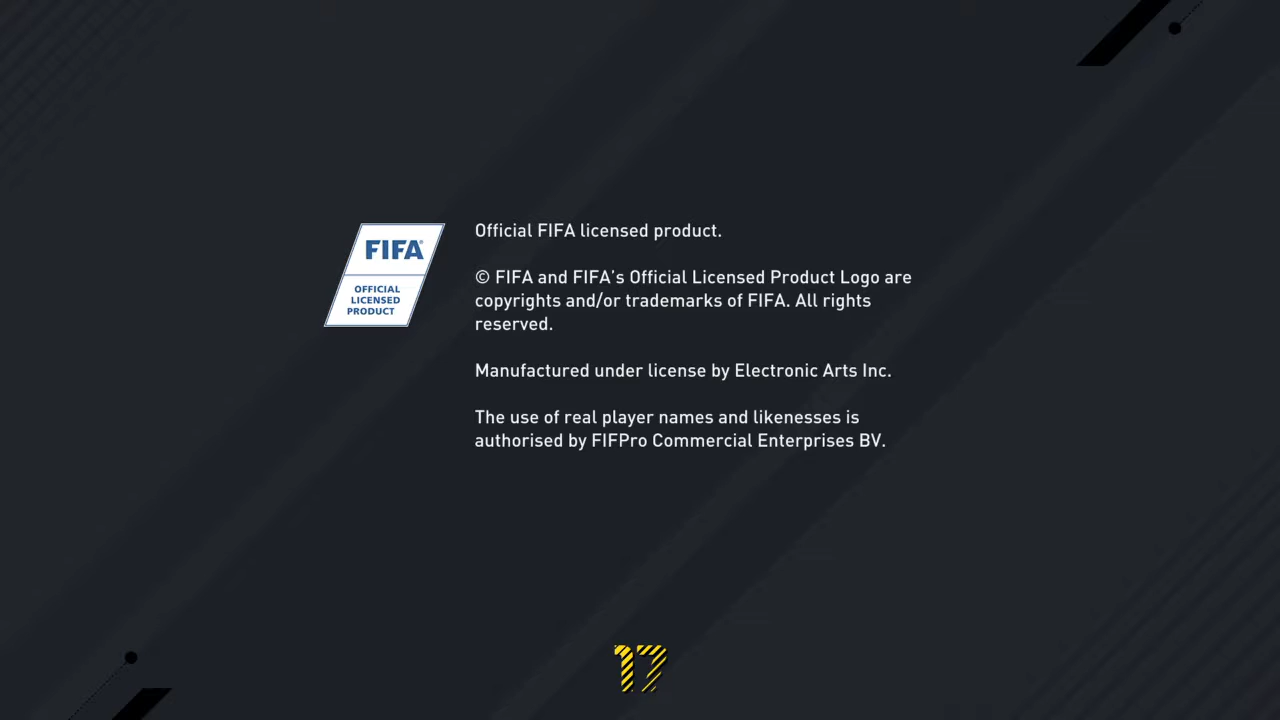 FIFA
OFFICIAL
LICENSED
PRODUCT
Official FIFA licensed product.
© FIFA and FIFA’s Official Licensed Product Logo are
copyrights and/or trademarks of FIFA. All rights
reserved.
Manufactured under license by Electronic Arts Inc.
The use of real player names and likenesses is
authorised by FIFPro Commercial Enterprises BV.
17